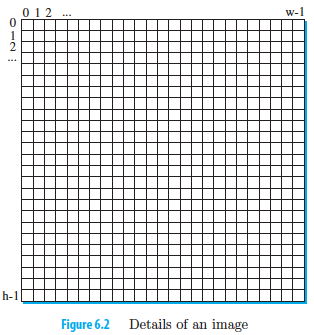 0 1 2 ... w-1
0
1
2
...
h-1
Figure 6.2 Details of an image